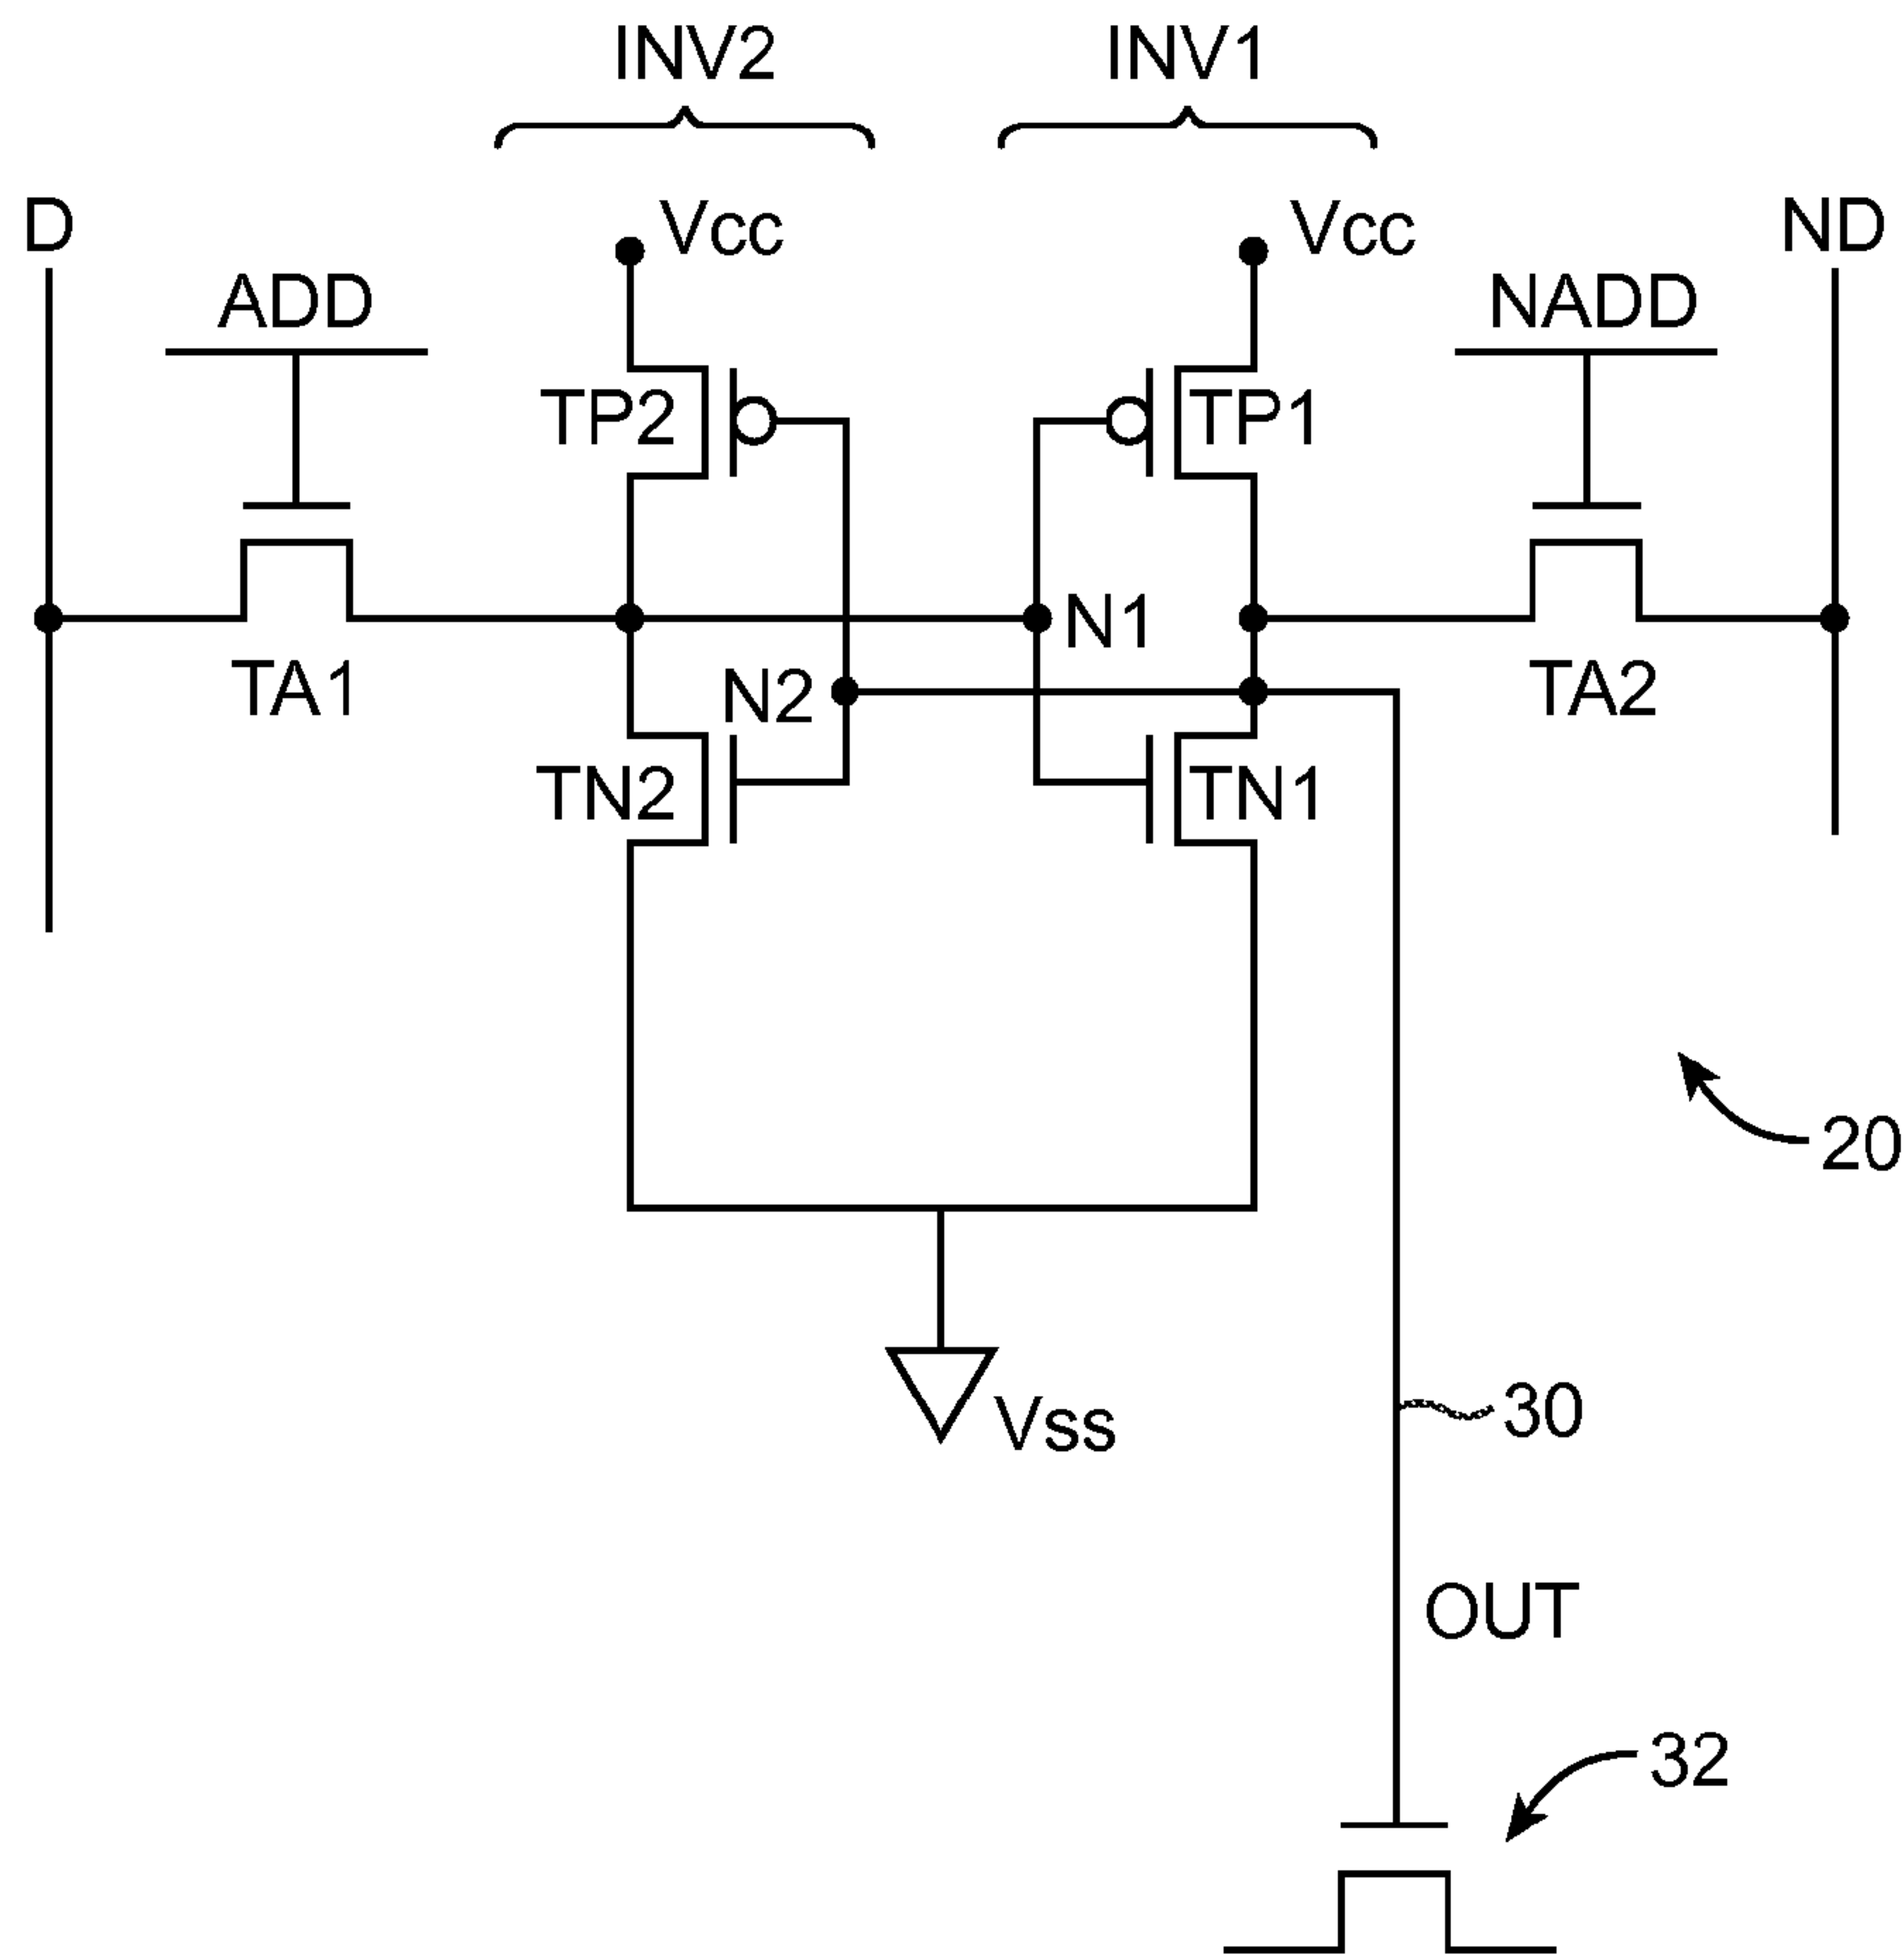 INV2
INV1
D
Vcc
Vcc
ND
ADD
NADD
TP2
TP1
N1
TA1
N2
TA2
TN2
TN1
20
Vss
30
OUT
32